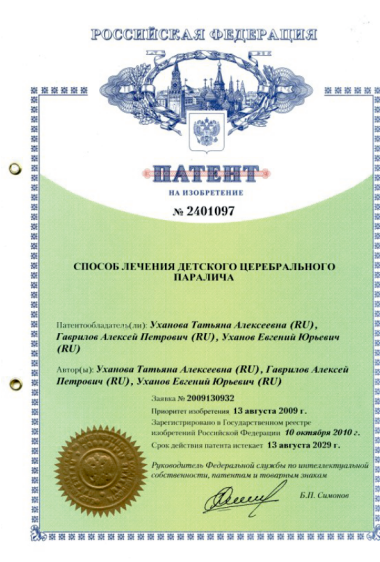 РОССИЙСКАЯ ФЕДЕРАЦИЯ
ПАТЕНТ
НА ИЗОБРЕТЕНИЕ
№ 2401097
СПОСОБ ЛЕЧЕНИЯ ДЕТСКОГО ЦЕРЕБРАЛЬНОГО
ПАРАЛИЧА
Патентообладатель(ли): Уханова Татьяна Алексеевна (RU),
Гаврилов Алексей Петрович (RU), Уханов Евгений Юрьевич
(RU)
Автор(ы): Уханова Татьяна Алексеевна (RU), Гаврилов Алексей
Петрович (RU), Уханов Евгений Юрьевич (RU)
Заявка № 2009130932
Приоритет изобретения 13 августа 2009 г.
Зарегистрировано в Государственном реестре
изобретений Российской Федерации 10 октября 2010 г.
Срок действия патента истекает 13 августа 2029 г.
Руководитель Федеральной службы по интеллектуальной
собственности, патентам и товарным знакам
Б.П. Симонов